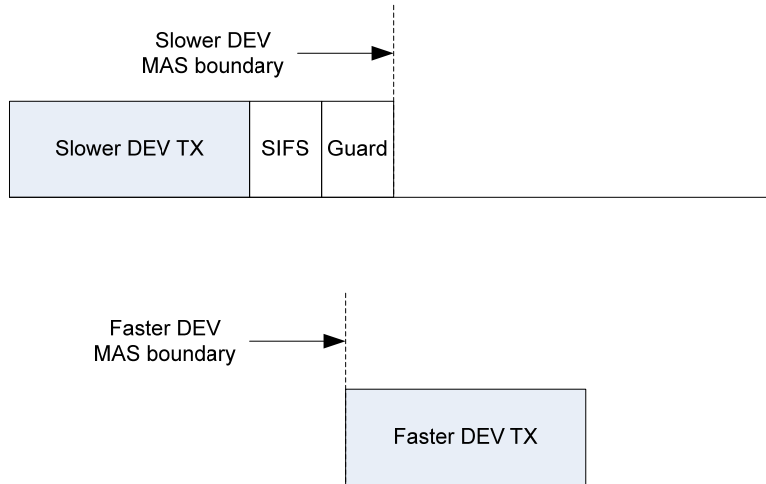 Slower DEV
MAS boundary
Slower DEV TX
SIFS
Guard
Faster DEV
MAS boundary
Faster DEV TX